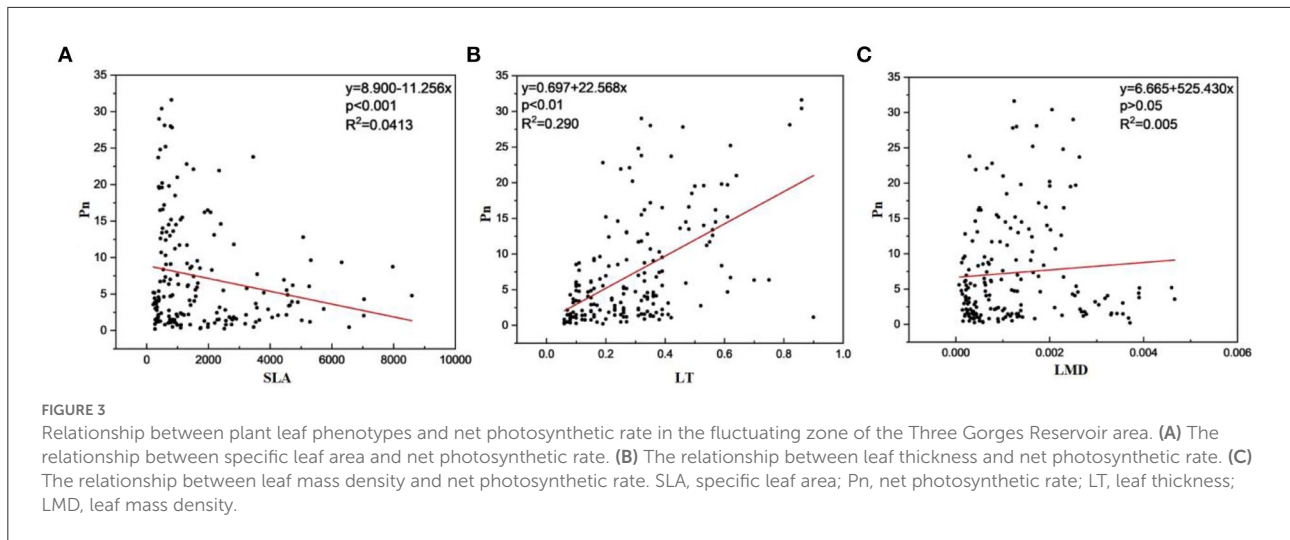 A
y=8.900-11.256x
p<0.001
R²=0.0413
35
30
25
20
15
10
5
0
Pn
0
2000
4000
6000
8000
10000
SLA
B
y=0.697+22.568x
p<0.01
R²=0.290
35
30
25
20
15
10
5
0
Pn
0.0
0.2
0.4
0.6
0.8
1.0
LT
C
y=6.665+525.430x
p>0.05
R²=0.005
35
30
25
20
15
10
5
0
Pn
0.000
0.002
0.004
0.006
LMD
FIGURE 3
Relationship between plant leaf phenotypes and net photosynthetic rate in the fluctuating zone of the Three Gorges Reservoir area. (A) The
relationship between specific leaf area and net photosynthetic rate. (B) The relationship between leaf thickness and net photosynthetic rate. (C)
The relationship between leaf mass density and net photosynthetic rate. SLA, specific leaf area; Pn, net photosynthetic rate; LT, leaf thickness;
LMD, leaf mass density.